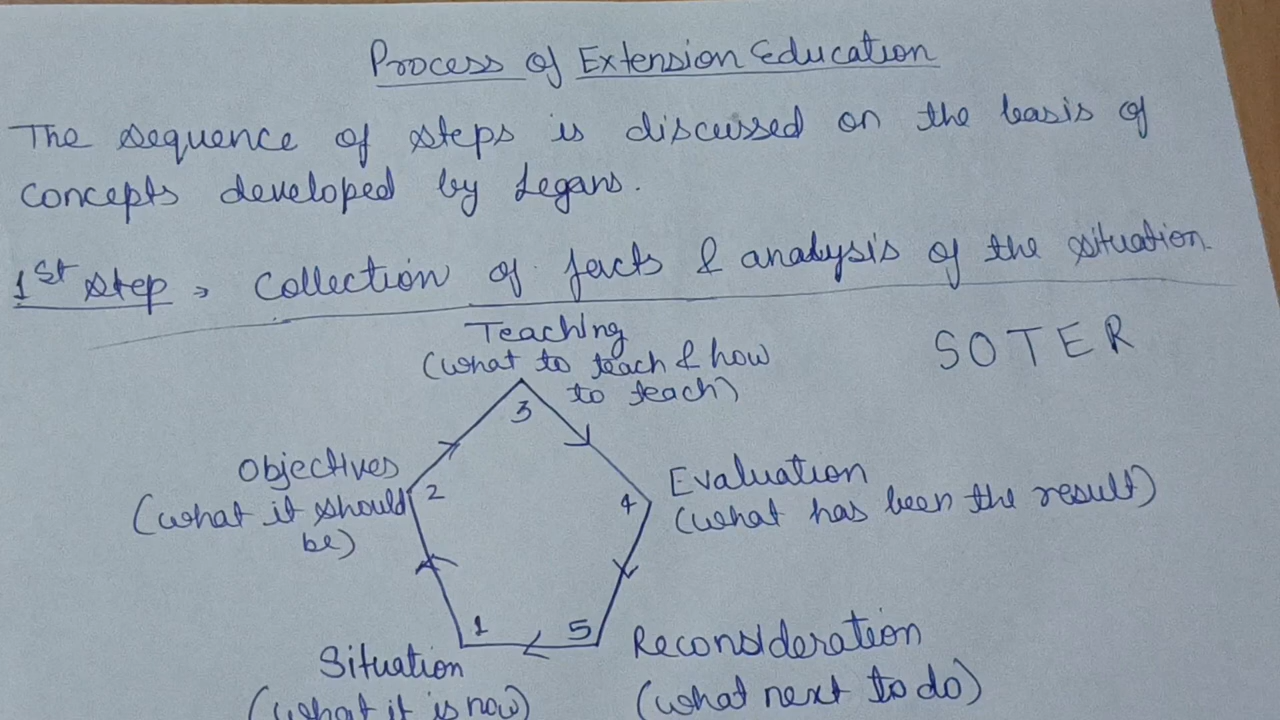 Process of Extension Education
The sequence of steps is discussed on the basis of
concepts developed by Legans.
1st step, Collection of facts & analysis of the situation.
SOTER
Teaching
(what to teach & how
to teach)
3
Objectives
(what it should
be)
2
Evaluation
(what has been the result)
4
1
5
Situation
(what it is now)
Reconsideration
(what next to do)